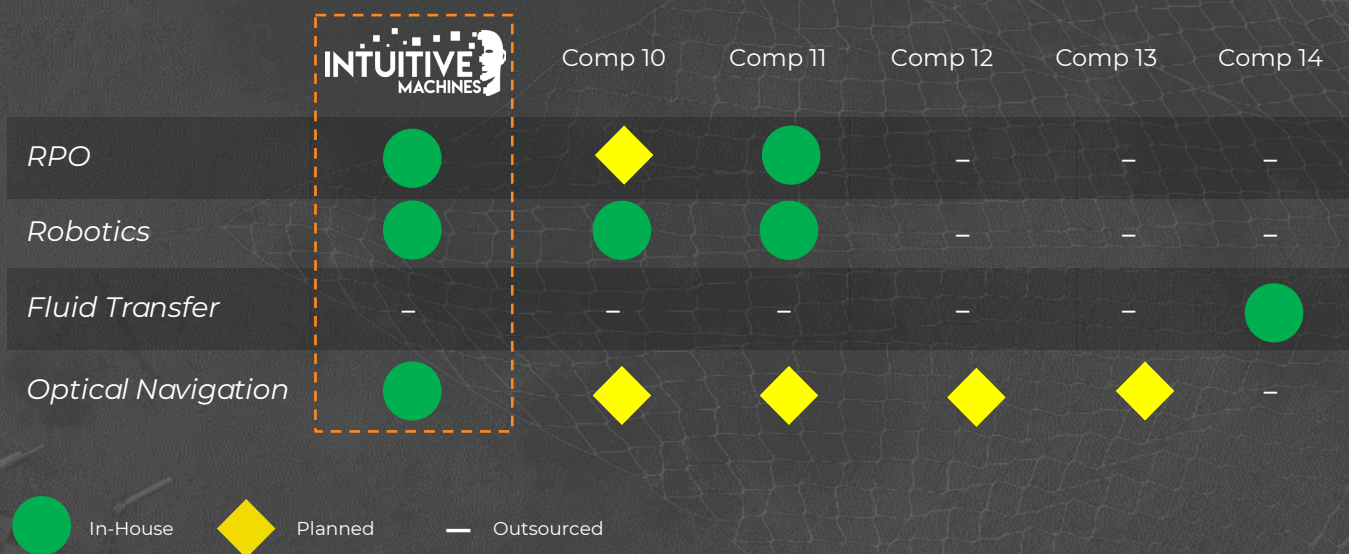 INTUITIVE
MACHINES
Comp 10 Comp 11 Comp 12 Comp 13 Comp 14
RPO – – –
Robotics – – –
Fluid Transfer – – – – –
Optical Navigation –
In-House Planned – Outsourced